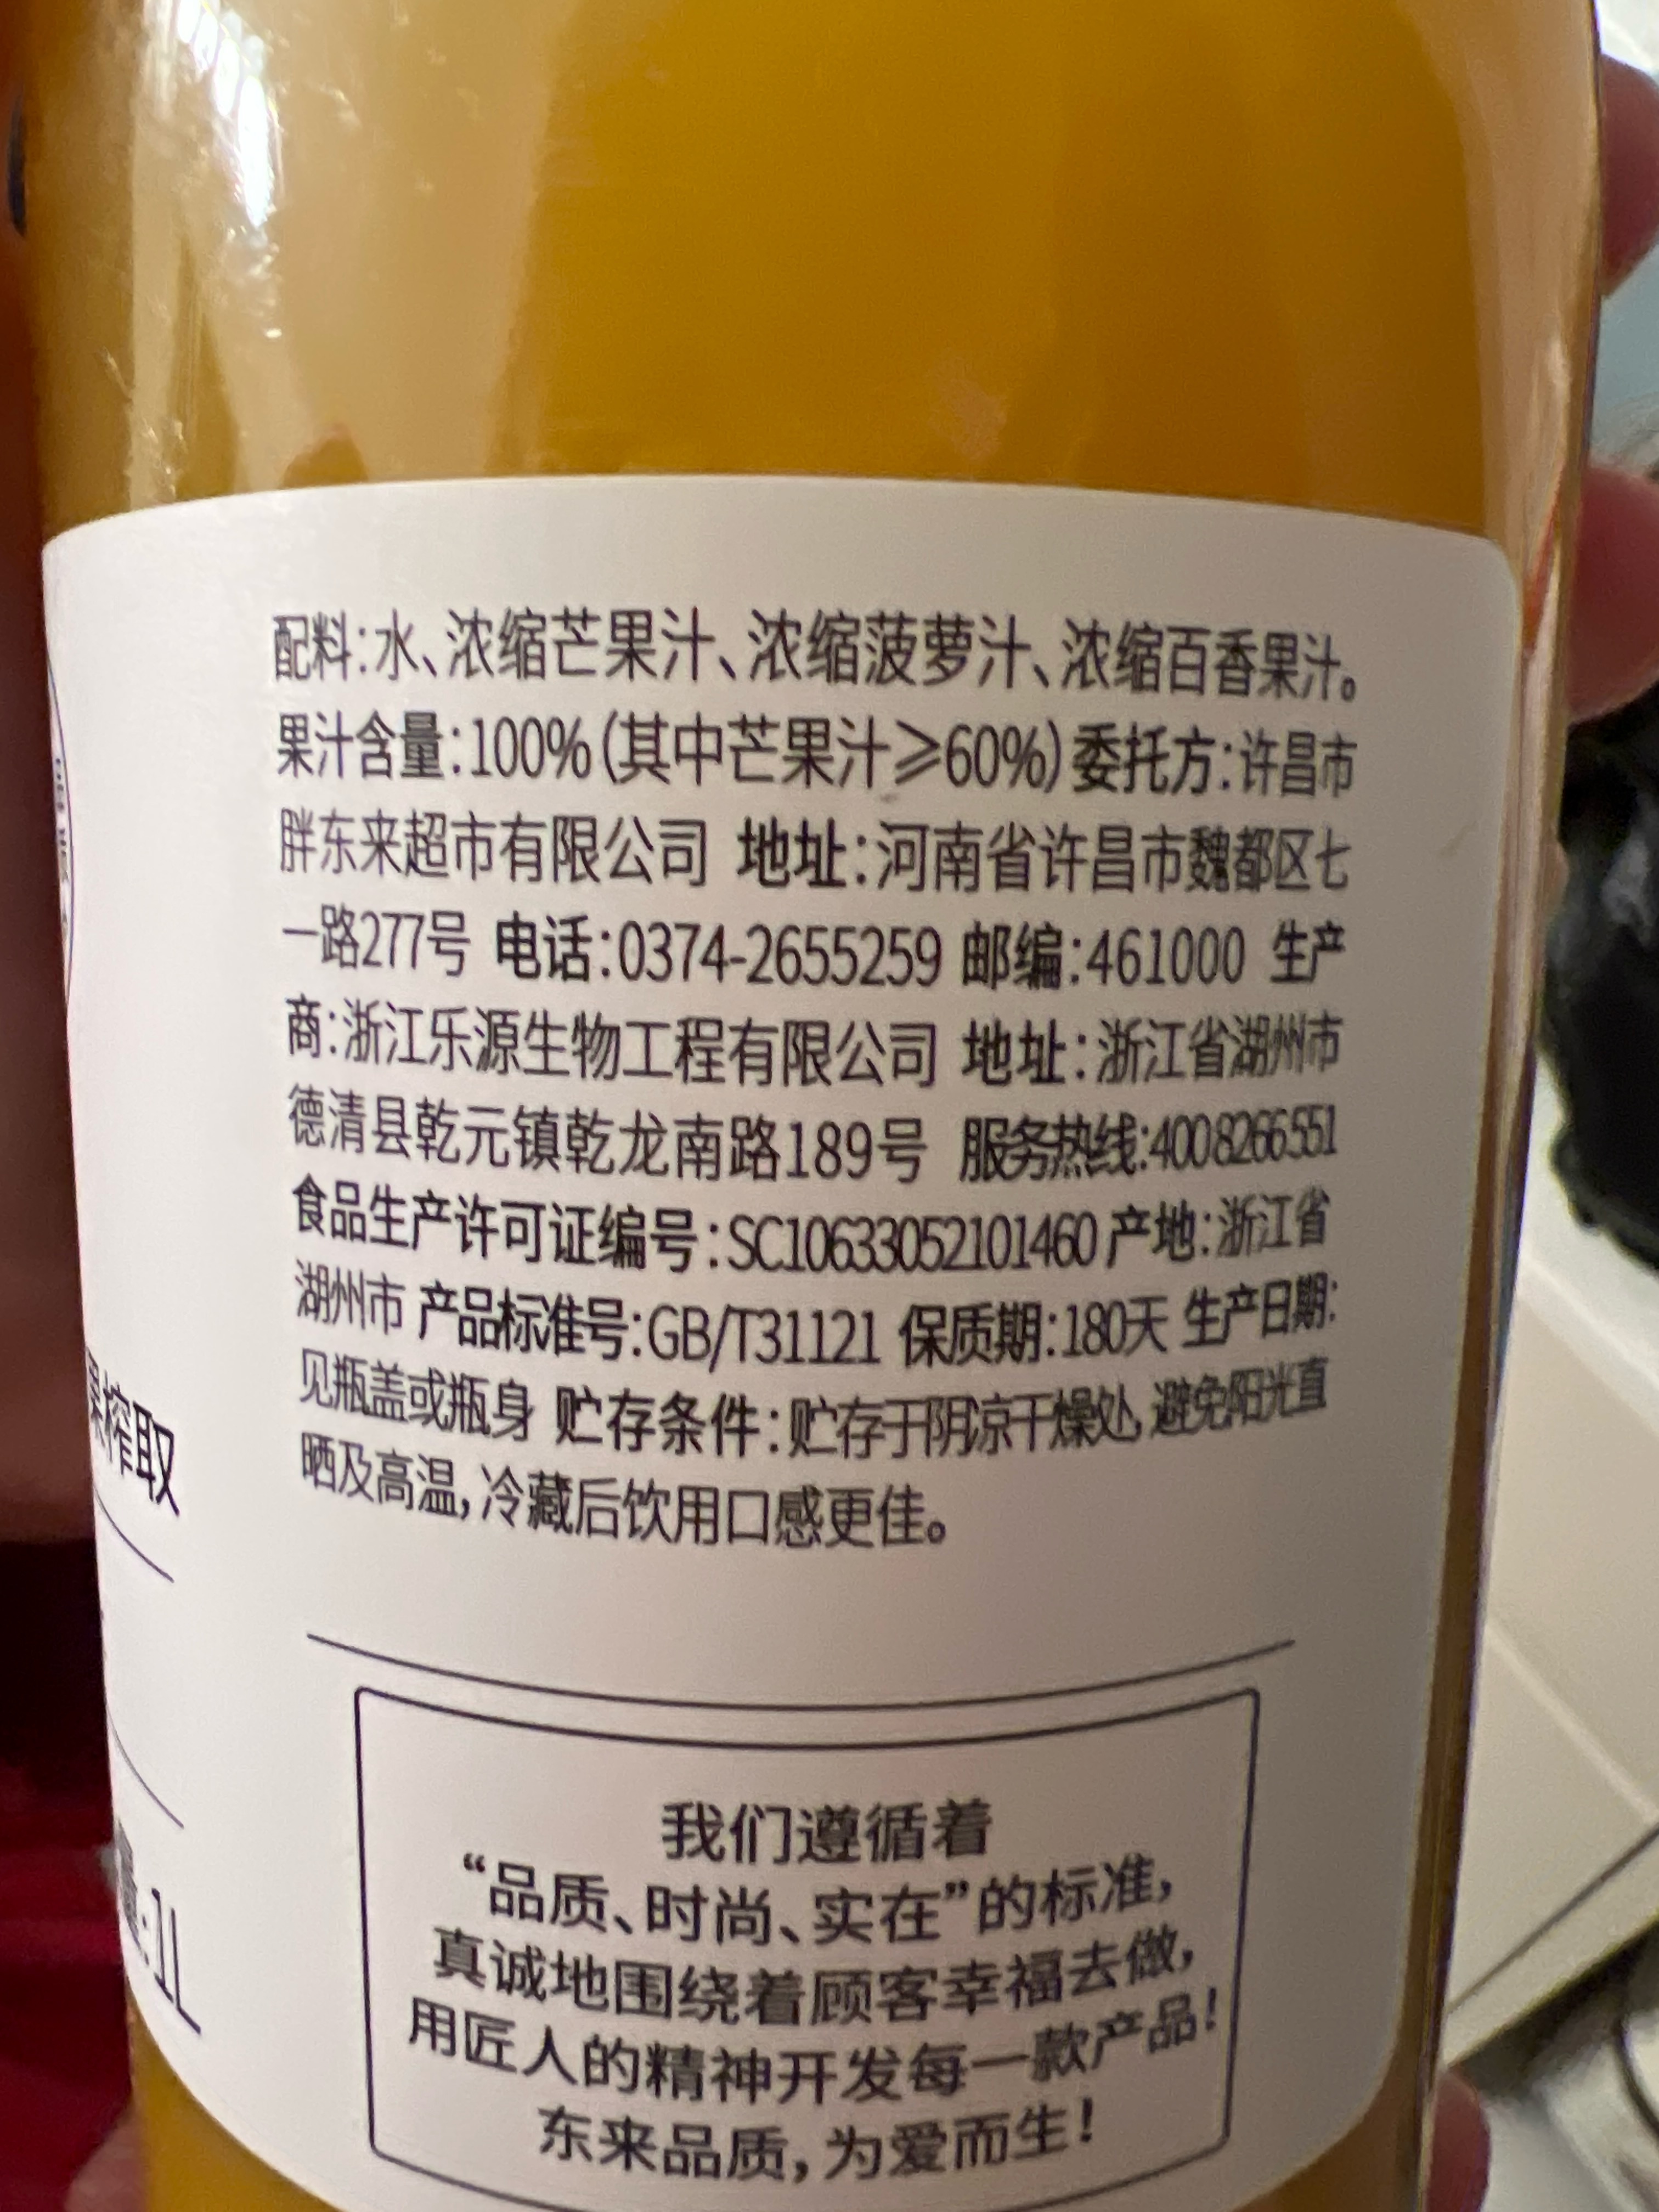 配料:水、浓缩芒果汁、浓缩菠萝汁、浓缩百香果汁。
果汁含量:100%(其中芒果汁≥60%)委托方:许昌市
胖东来超市有限公司 地址:河南省许昌市魏都区七
一路277号 电话:0374-2655259 邮编:461000 生产
商:浙江乐源生物工程有限公司 地址:浙江省湖州市
德清县乾元镇乾龙南路189号 服务热线:4008266551
食品生产许可证编号:SC10633052101460 产地:浙江省
湖州市 产品标准号:GB/T31121 保质期:180天 生产日期:
见瓶盖或瓶身 贮存条件:贮存于阴凉干燥处,避免阳光直
晒及高温,冷藏后饮用口感更佳。
果榨取
量:1L
我们遵循着
“品质、时尚、实在”的标准,
真诚地围绕着顾客幸福去做,
用匠人的精神开发每一款产品!
东来品质,为爱而生!